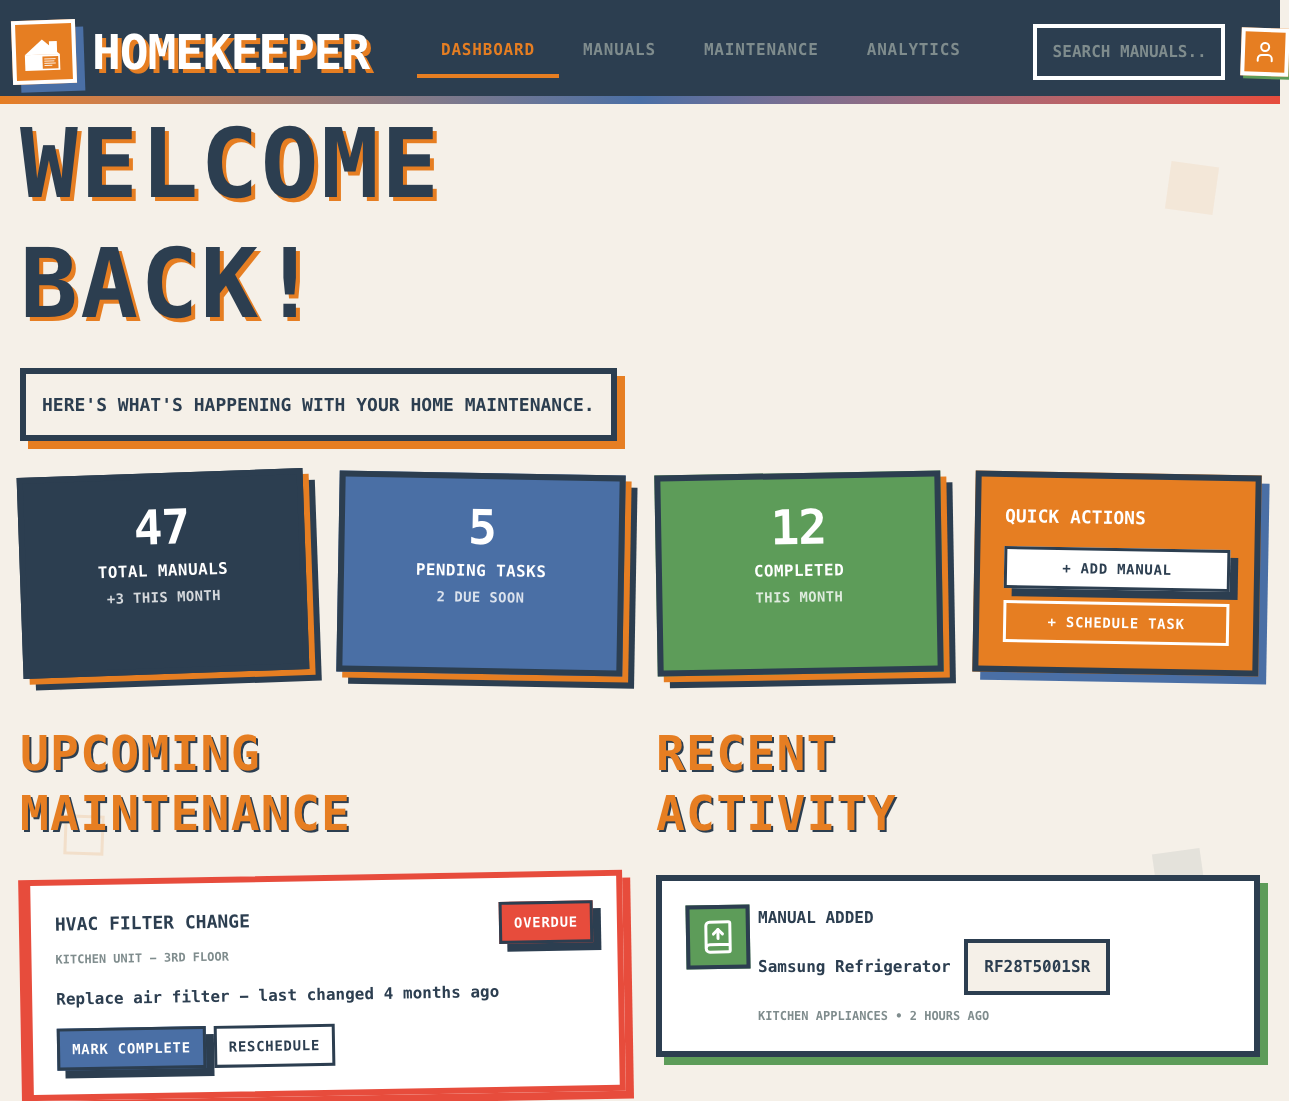 HOMEKEEPER
DASHBOARD
MANUALS
MAINTENANCE
ANALYTICS
SEARCH MANUALS..
WELCOME
BACK!
HERE'S WHAT'S HAPPENING WITH YOUR HOME MAINTENANCE.
47
TOTAL MANUALS
+3 THIS MONTH
5
PENDING TASKS
2 DUE SOON
12
COMPLETED
THIS MONTH
QUICK ACTIONS
+ ADD MANUAL
+ SCHEDULE TASK
UPCOMING
MAINTENANCE
HVAC FILTER CHANGE
OVERDUE
KITCHEN UNIT – 3RD FLOOR
Replace air filter – last changed 4 months ago
MARK COMPLETE
RESCHEDULE
RECENT
ACTIVITY
MANUAL ADDED
Samsung Refrigerator RF28T5001SR
KITCHEN APPLIANCES • 2 HOURS AGO